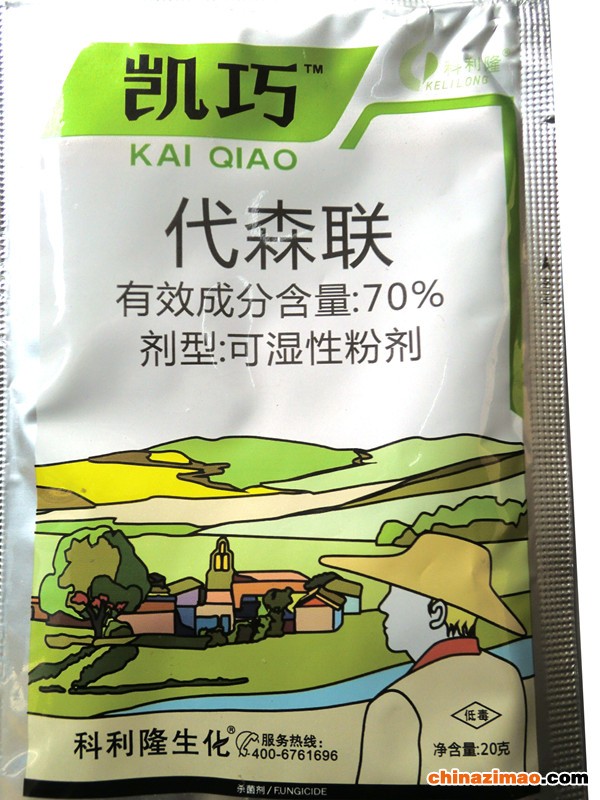 凯巧™
科利隆®
KELILONG
KAI QIAO
代森联
有效成分含量:70%
剂型:可湿性粉剂
低毒
科利隆生化®
服务热线:
400-6761696
净含量:20克
杀菌剂/FUNGICIDE
chinazimao.com